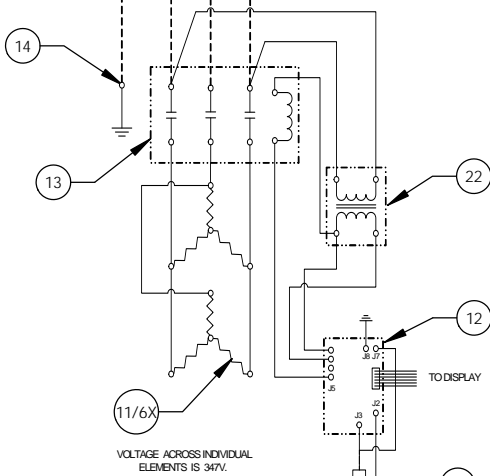 14
13
22
12
J8 J7
J5
TO DISPLAY
J2
J3
11/6X
VOLTAGE ACROSS INDIVIDUAL
ELEMENTS IS 347V.